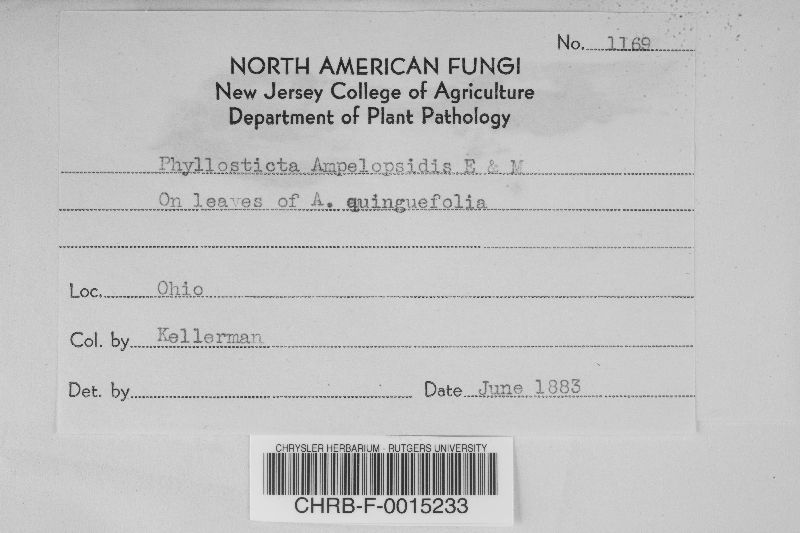 No. 1169
NORTH AMERICAN FUNGI
New Jersey College of Agriculture
Department of Plant Pathology
Phyllosticta Ampelopsidis E & M
On leaves of A. quinguefolia
Loc. Ohio
Col. by Kellerman
Det. by
Date June 1883
CHRYSLER HERBARIUM - RUTGERS UNIVERSITY
CHRB-F-0015233